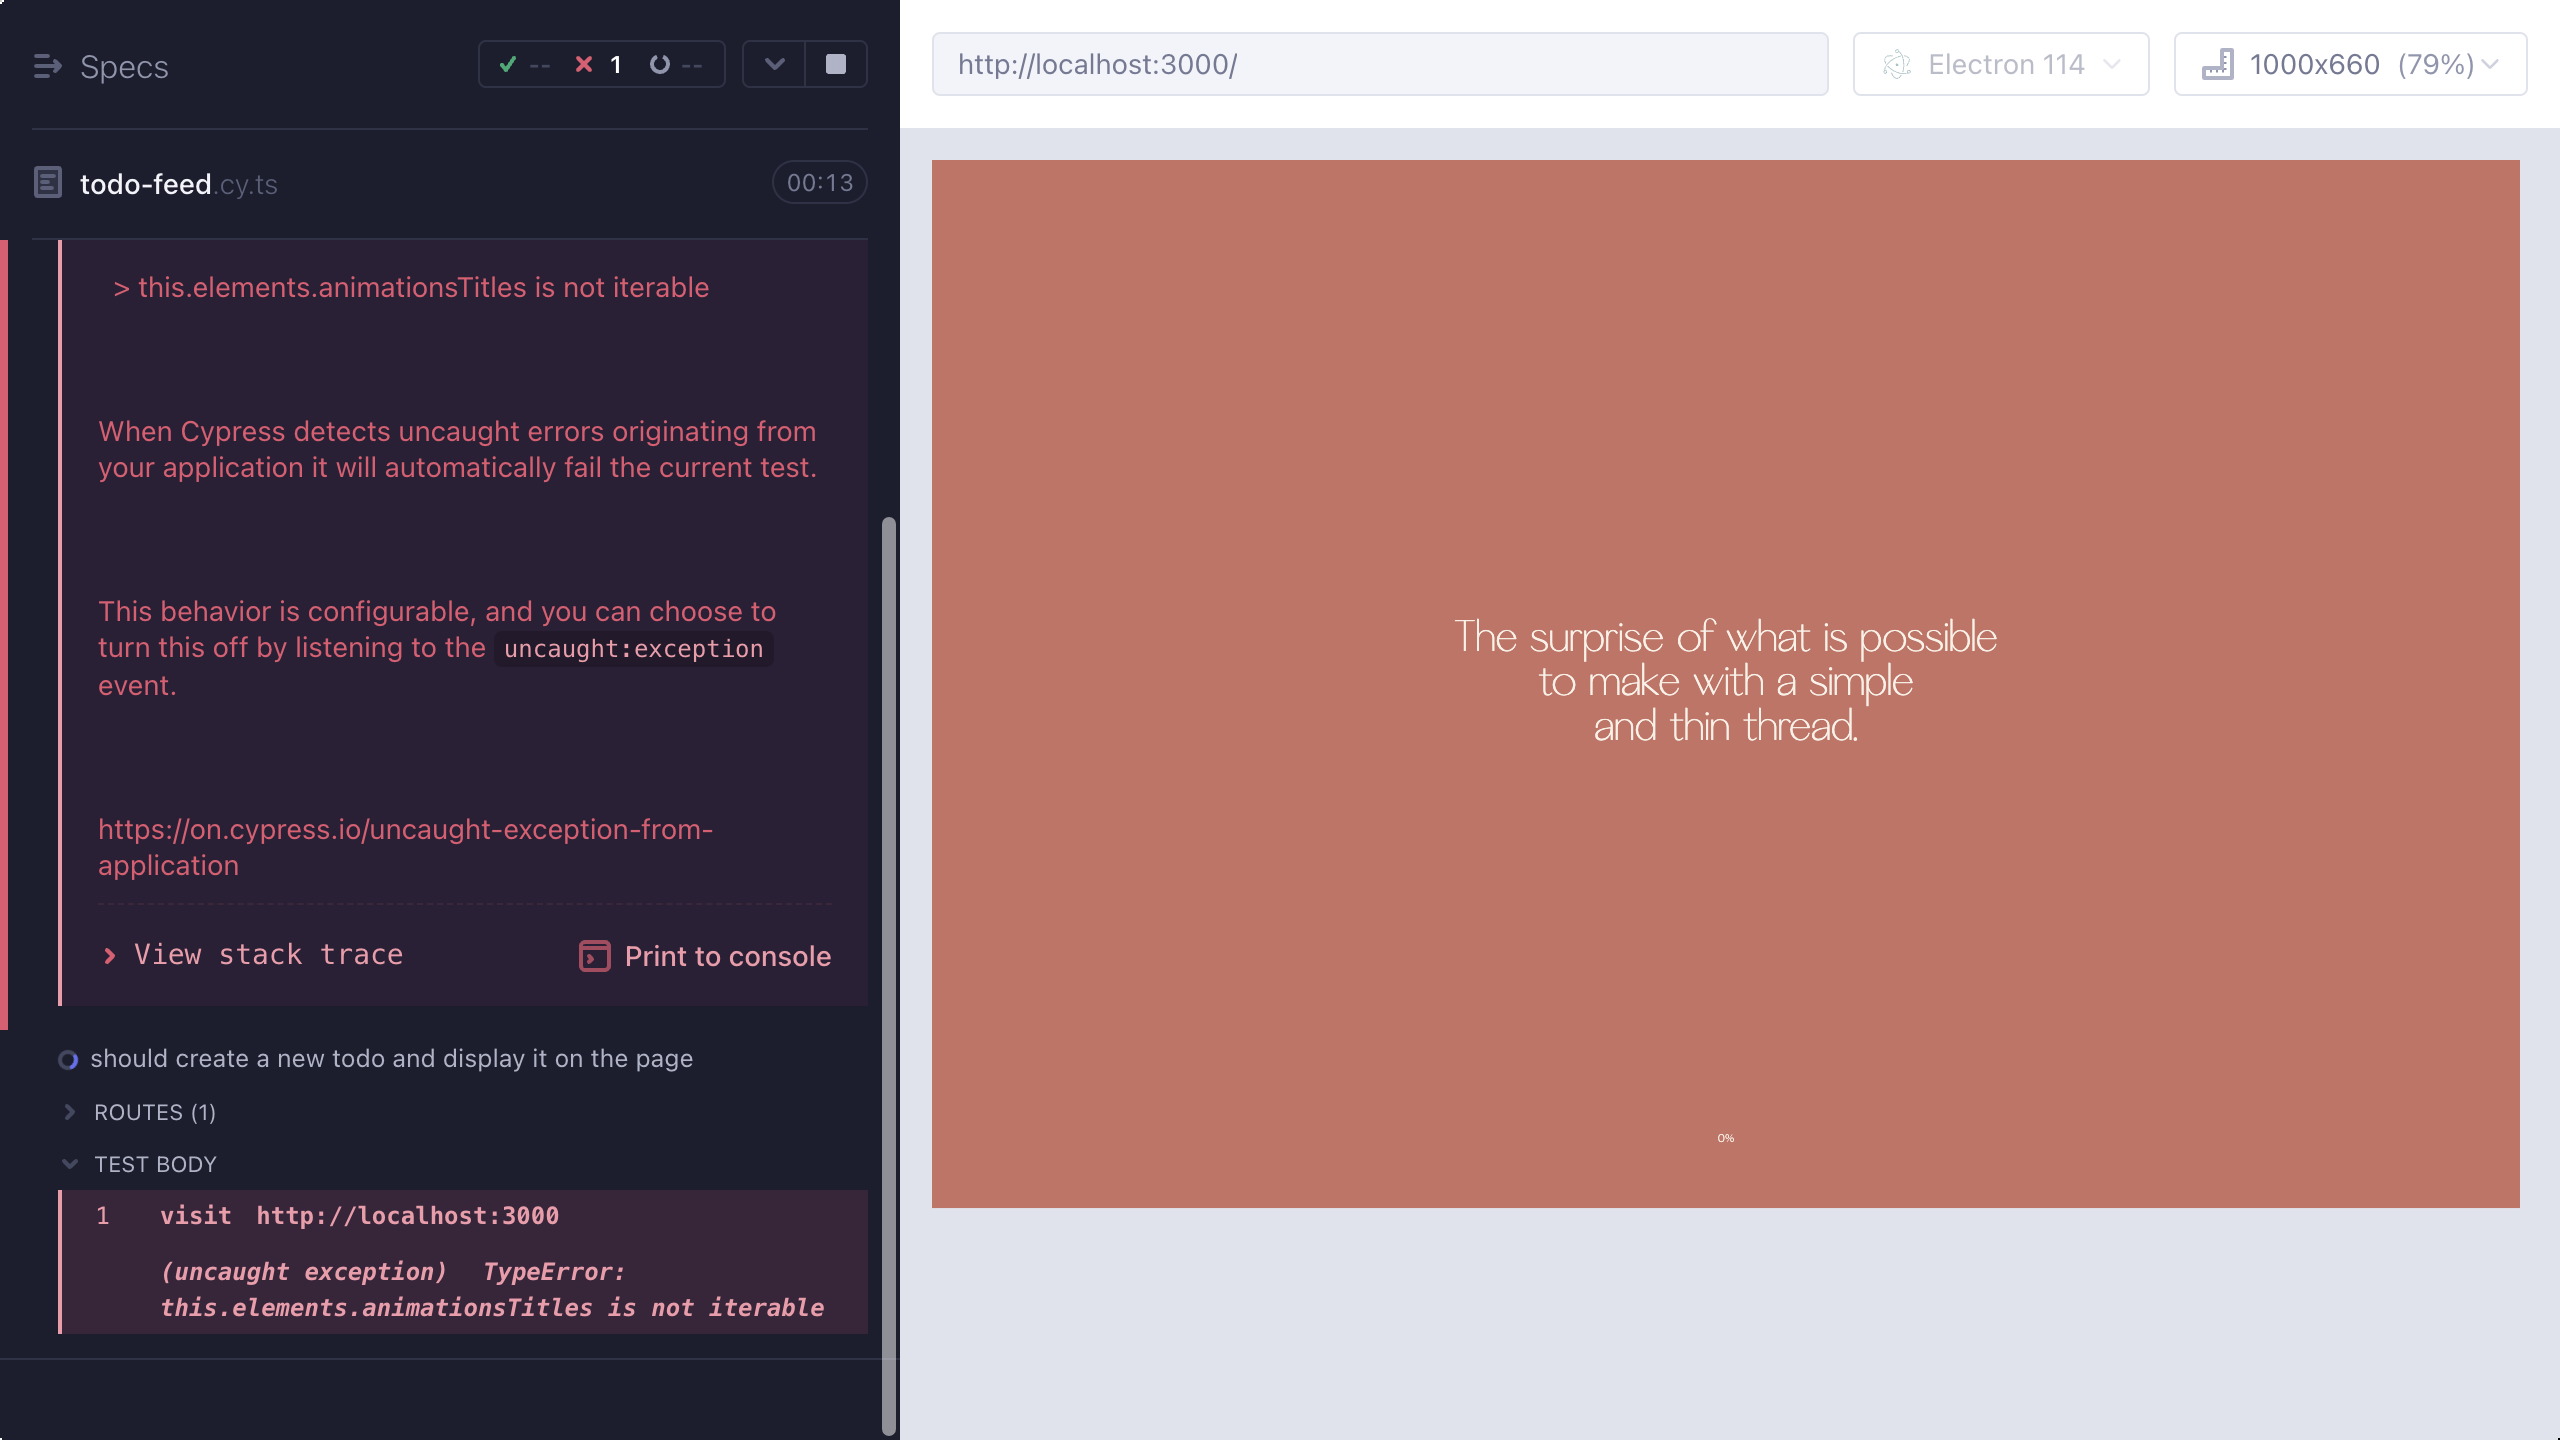 Specs
-- 1 --
todo-feed.cy.ts
00:13
> this.elements.animationsTitles is not iterable
When Cypress detects uncaught errors originating from
your application it will automatically fail the current test.
This behavior is configurable, and you can choose to
turn this off by listening to the uncaught:exception
event.
https://on.cypress.io/uncaught-exception-from-
application
View stack trace
Print to console
should create a new todo and display it on the page
ROUTES (1)
TEST BODY
1 visit http://localhost:3000
(uncaught exception) TypeError:
this.elements.animationsTitles is not iterable
http://localhost:3000/
Electron 114
1000x660 (79%)
The surprise of what is possible
to make with a simple
and thin thread.
0%